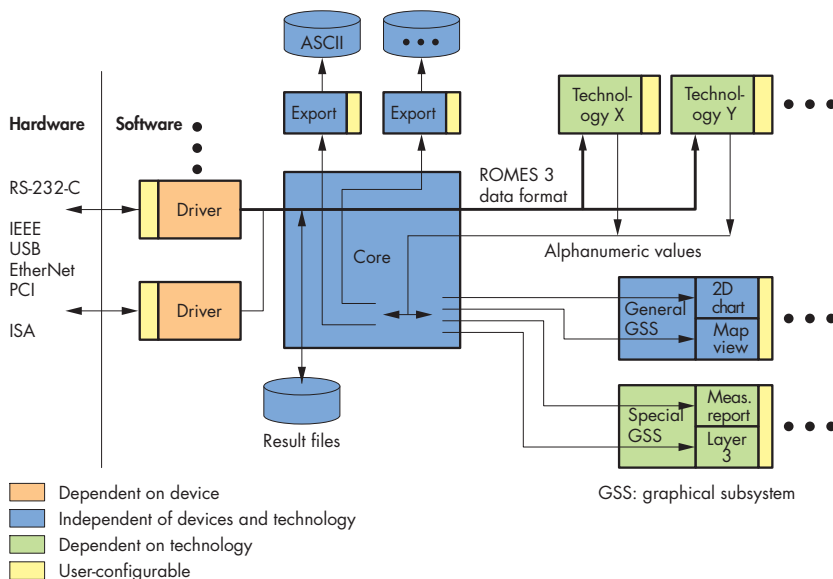 ASCII
Export
Export
Technol-
ogy X
Technol-
ogy Y
Hardware
Software
RS-232-C
IEEE
USB
EtherNet
PCI
ISA
Driver
Driver
ROMES 3
data format
Core
Alphanumeric values
General
GSS
2D
chart
Map
view
Special
GSS
Meas.
report
Layer
3
Result files
GSS: graphical subsystem
Dependent on device
Independent of devices and technology
Dependent on technology
User-configurable